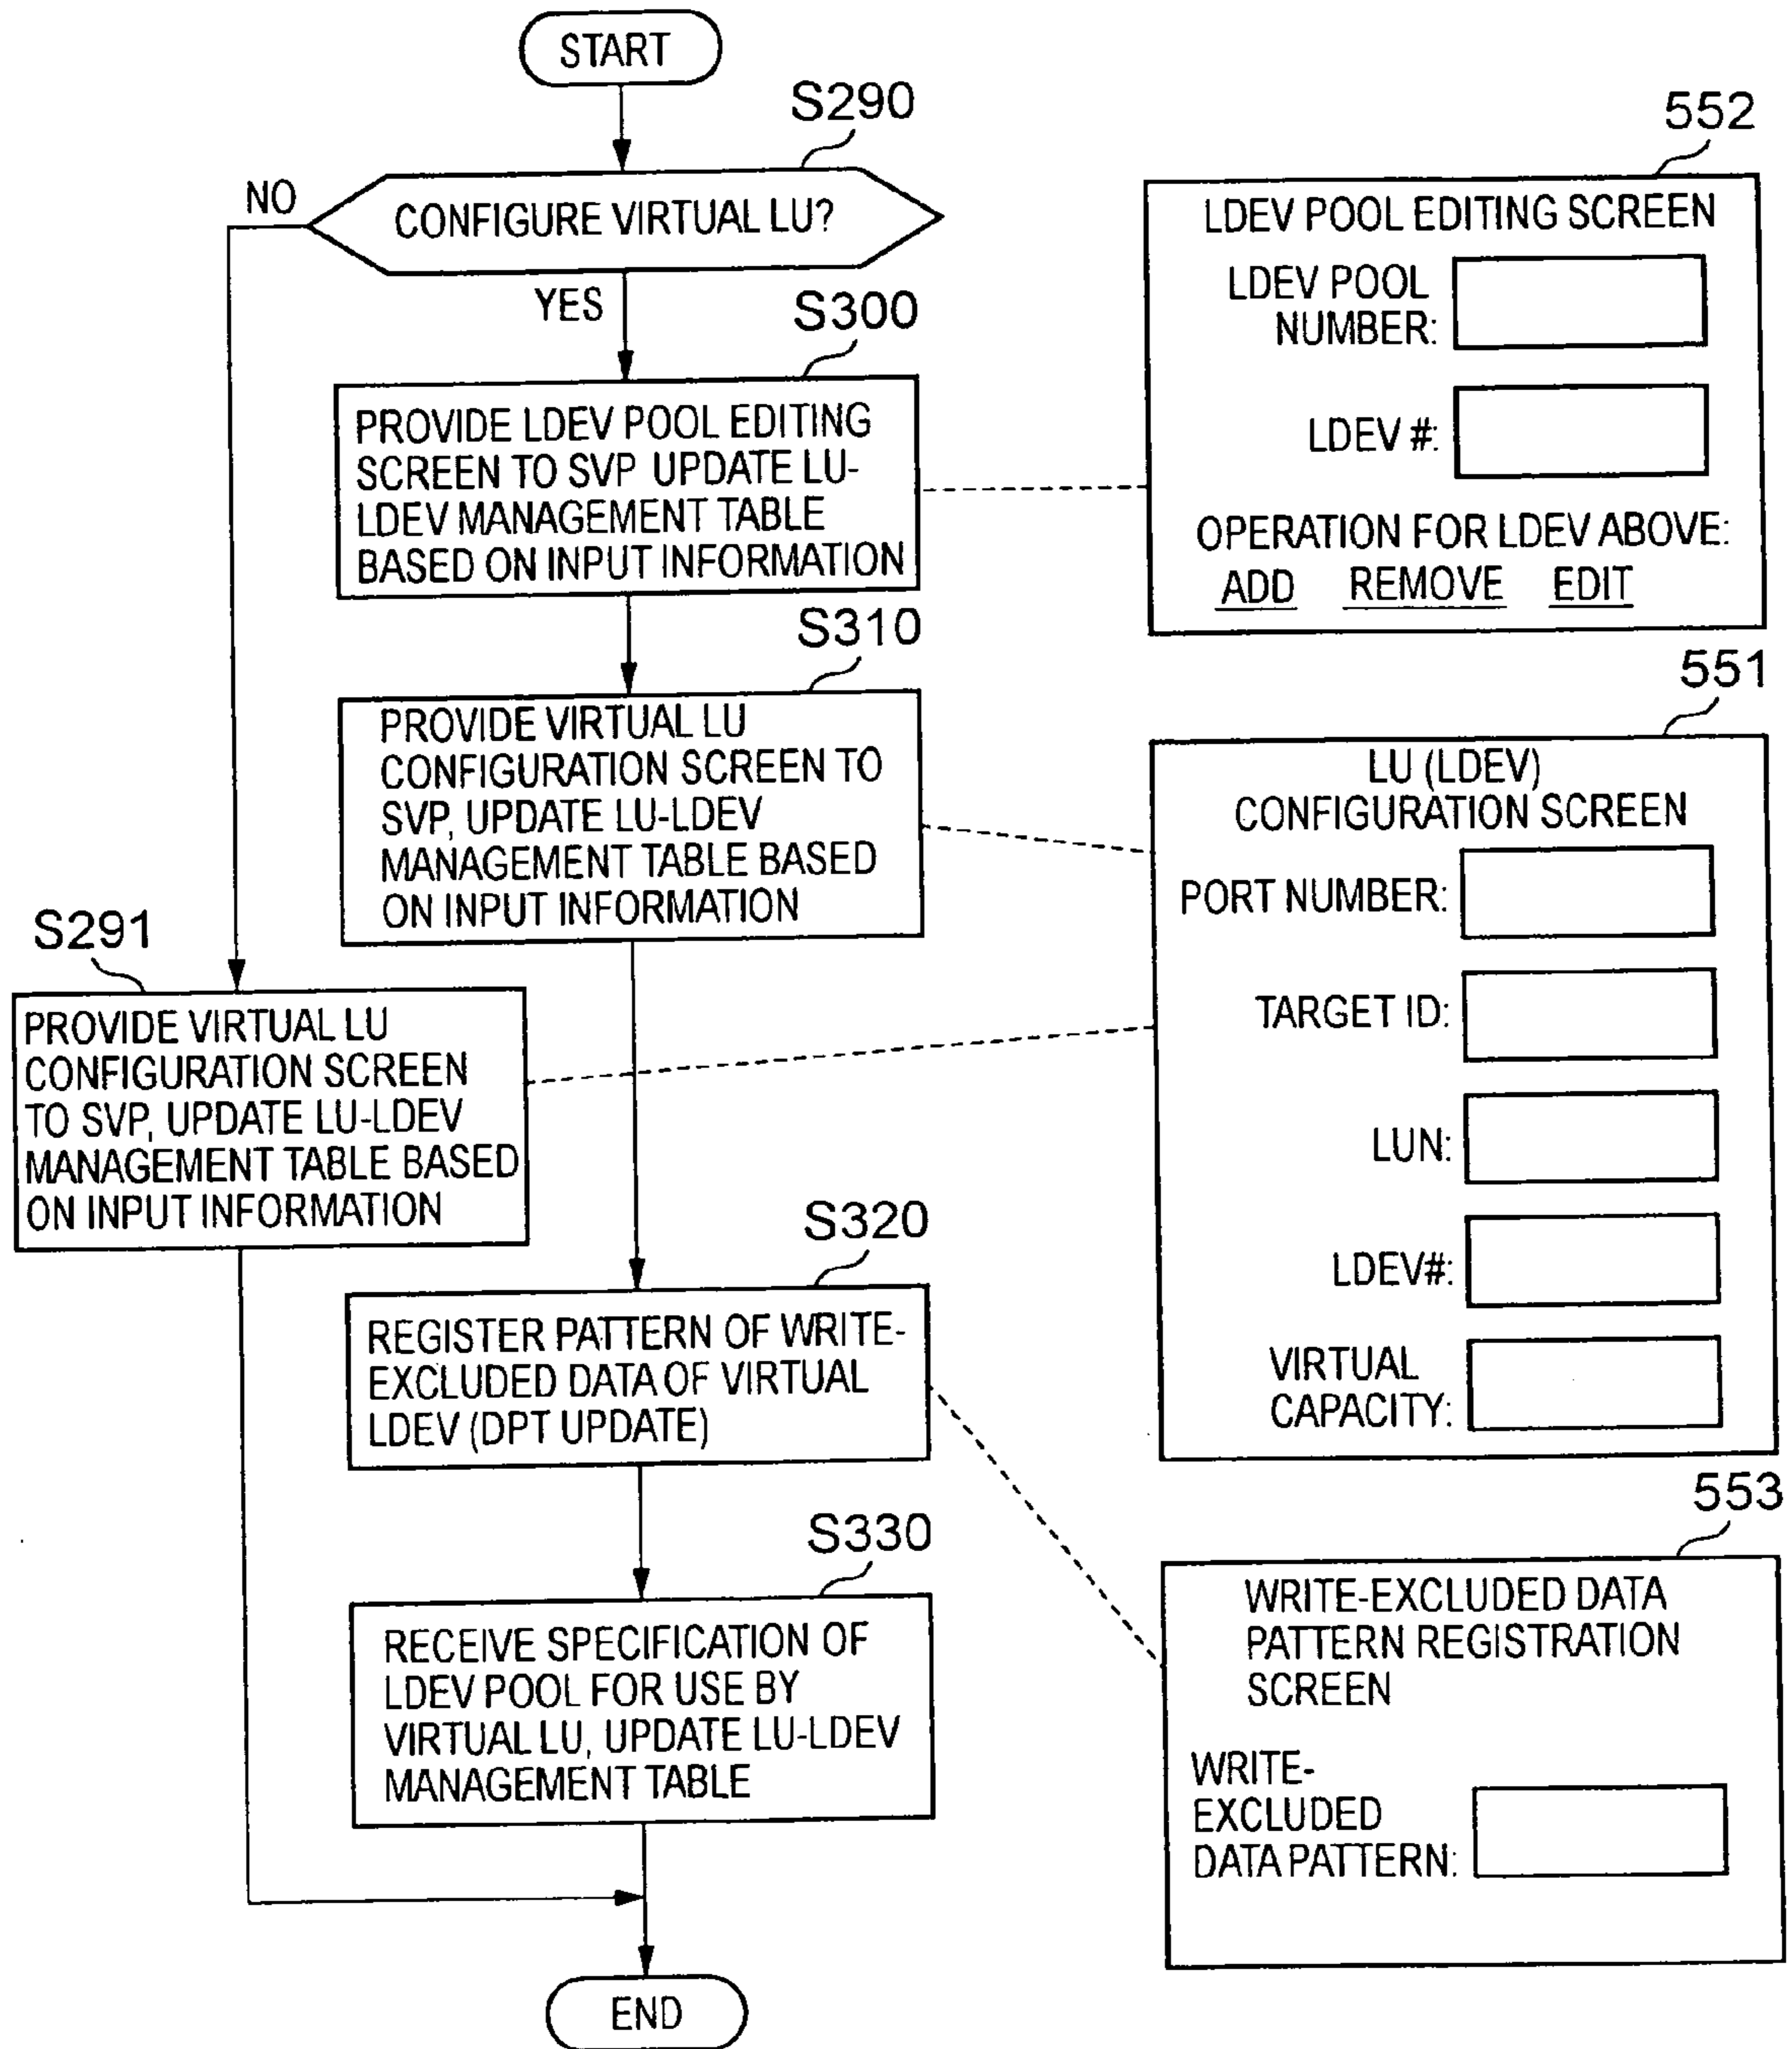 START
S290
NO
CONFIGURE VIRTUAL LU?
YES
S300
PROVIDE LDEV POOL EDITING
SCREEN TO SVP UPDATE LU-
LDEV MANAGEMENT TABLE
BASED ON INPUT INFORMATION
S310
PROVIDE VIRTUAL LU
CONFIGURATION SCREEN TO
SVP, UPDATE LU-LDEV
MANAGEMENT TABLE BASED
ON INPUT INFORMATION
S291
PROVIDE VIRTUAL LU
CONFIGURATION SCREEN
TO SVP, UPDATE LU-LDEV
MANAGEMENT TABLE BASED
ON INPUT INFORMATION
S320
REGISTER PATTERN OF WRITE-
EXCLUDED DATA OF VIRTUAL
LDEV (DPT UPDATE)
S330
RECEIVE SPECIFICATION OF
LDEV POOL FOR USE BY
VIRTUAL LU, UPDATE LU-LDEV
MANAGEMENT TABLE
END
552
LDEV POOL EDITING SCREEN
LDEV POOL
NUMBER:
LDEV #:
OPERATION FOR LDEV ABOVE:
ADD REMOVE EDIT
551
LU (LDEV)
CONFIGURATION SCREEN
PORT NUMBER:
TARGET ID:
LUN:
LDEV#:
VIRTUAL
CAPACITY:
553
WRITE-EXCLUDED DATA
PATTERN REGISTRATION
SCREEN
WRITE-
EXCLUDED
DATA PATTERN: